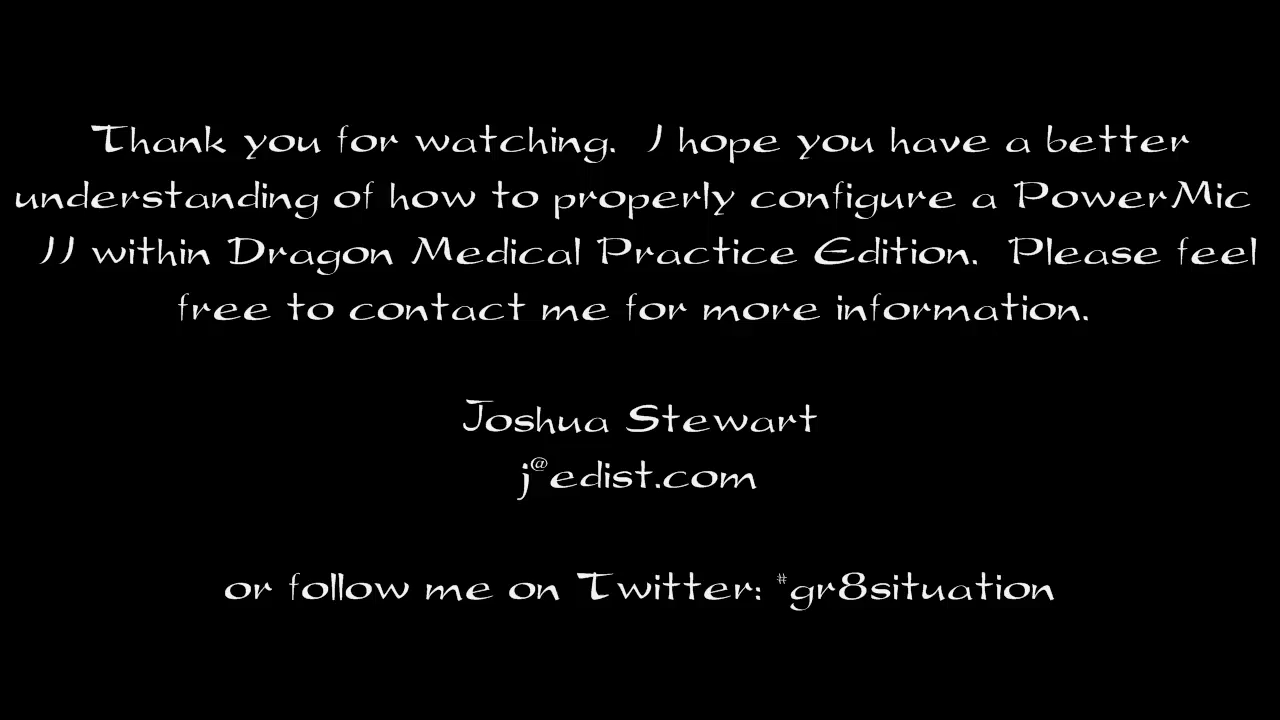 Thank you for watching. I hope you have a better
understanding of how to properly configure a PowerMic
II within Dragon Medical Practice Edition. Please feel
free to contact me for more information.
Joshua Stewart
j@edist.com
or follow me on Twitter: #gr8situation